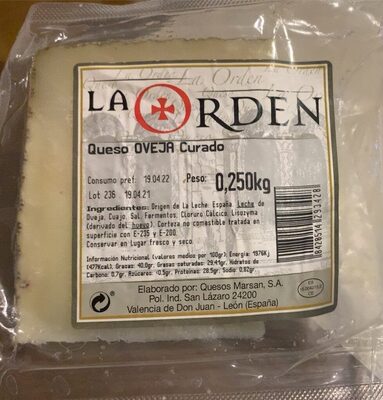 LA ORDEN
Queso OVEJA Curado
Consumo pref: 19.04.22 Peso: 0,250kg
Lot 236 19.04.21
Ingredientes: Origen de la Leche: España. Leche de
Oveja, Cuajo, Sal, Fermentos, Cloruro Cálcico, Lisozyma
(derivado del huevo). Corteza no comestible tratada en
superficie con E-235 y E-200.
Conservar en lugar fresco y seco.
Información Nutricional (valores medios por 100gr): Energía: 1976Kj
(477Kcal), Grasas: 40.0gr, Grasas saturadas: 29.41gr, Hidratos de
Carbono: 0.7gr, Azúcares: <0.5gr, Proteínas: 28.5gr, Sodio: 0.82gr
Elaborado por: Quesos Marsan, S.A.
Pol. Ind. San Lázaro 24200
Valencia de Don Juan - León (España)